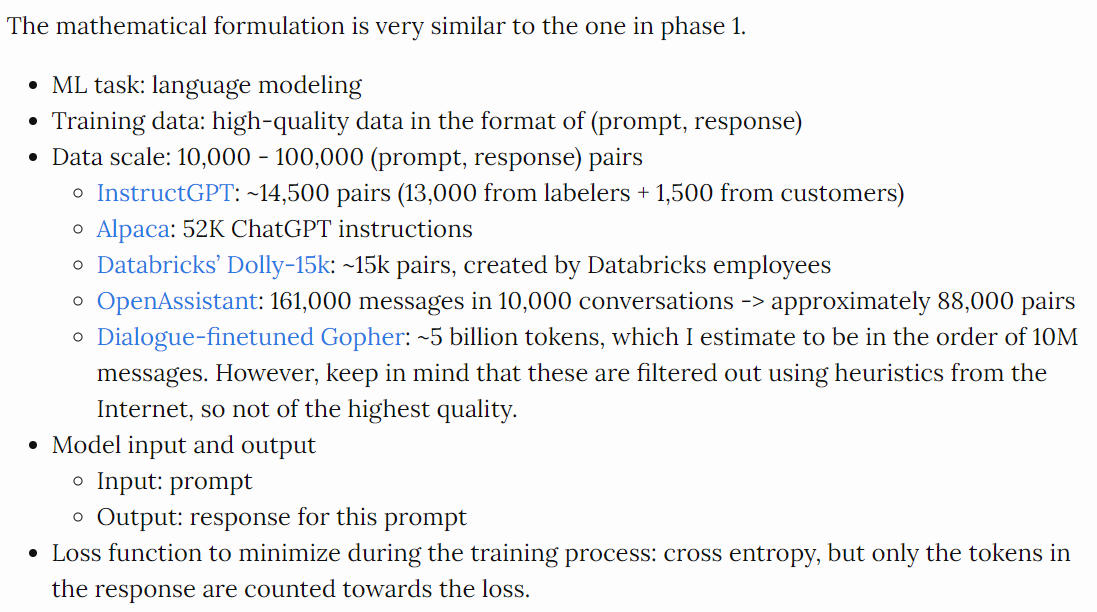 The mathematical formulation is very similar to the one in phase 1.
• ML task: language modeling
• Training data: high-quality data in the format of (prompt, response)
• Data scale: 10,000 - 100,000 (prompt, response) pairs
◦ InstructGPT: ~14,500 pairs (13,000 from labelers + 1,500 from customers)
◦ Alpaca: 52K ChatGPT instructions
◦ Databricks’ Dolly-15k: ~15k pairs, created by Databricks employees
◦ OpenAssistant: 161,000 messages in 10,000 conversations -> approximately 88,000 pairs
◦ Dialogue-finetuned Gopher: ~5 billion tokens, which I estimate to be in the order of 10M
messages. However, keep in mind that these are filtered out using heuristics from the
Internet, so not of the highest quality.
• Model input and output
◦ Input: prompt
◦ Output: response for this prompt
• Loss function to minimize during the training process: cross entropy, but only the tokens in
the response are counted towards the loss.